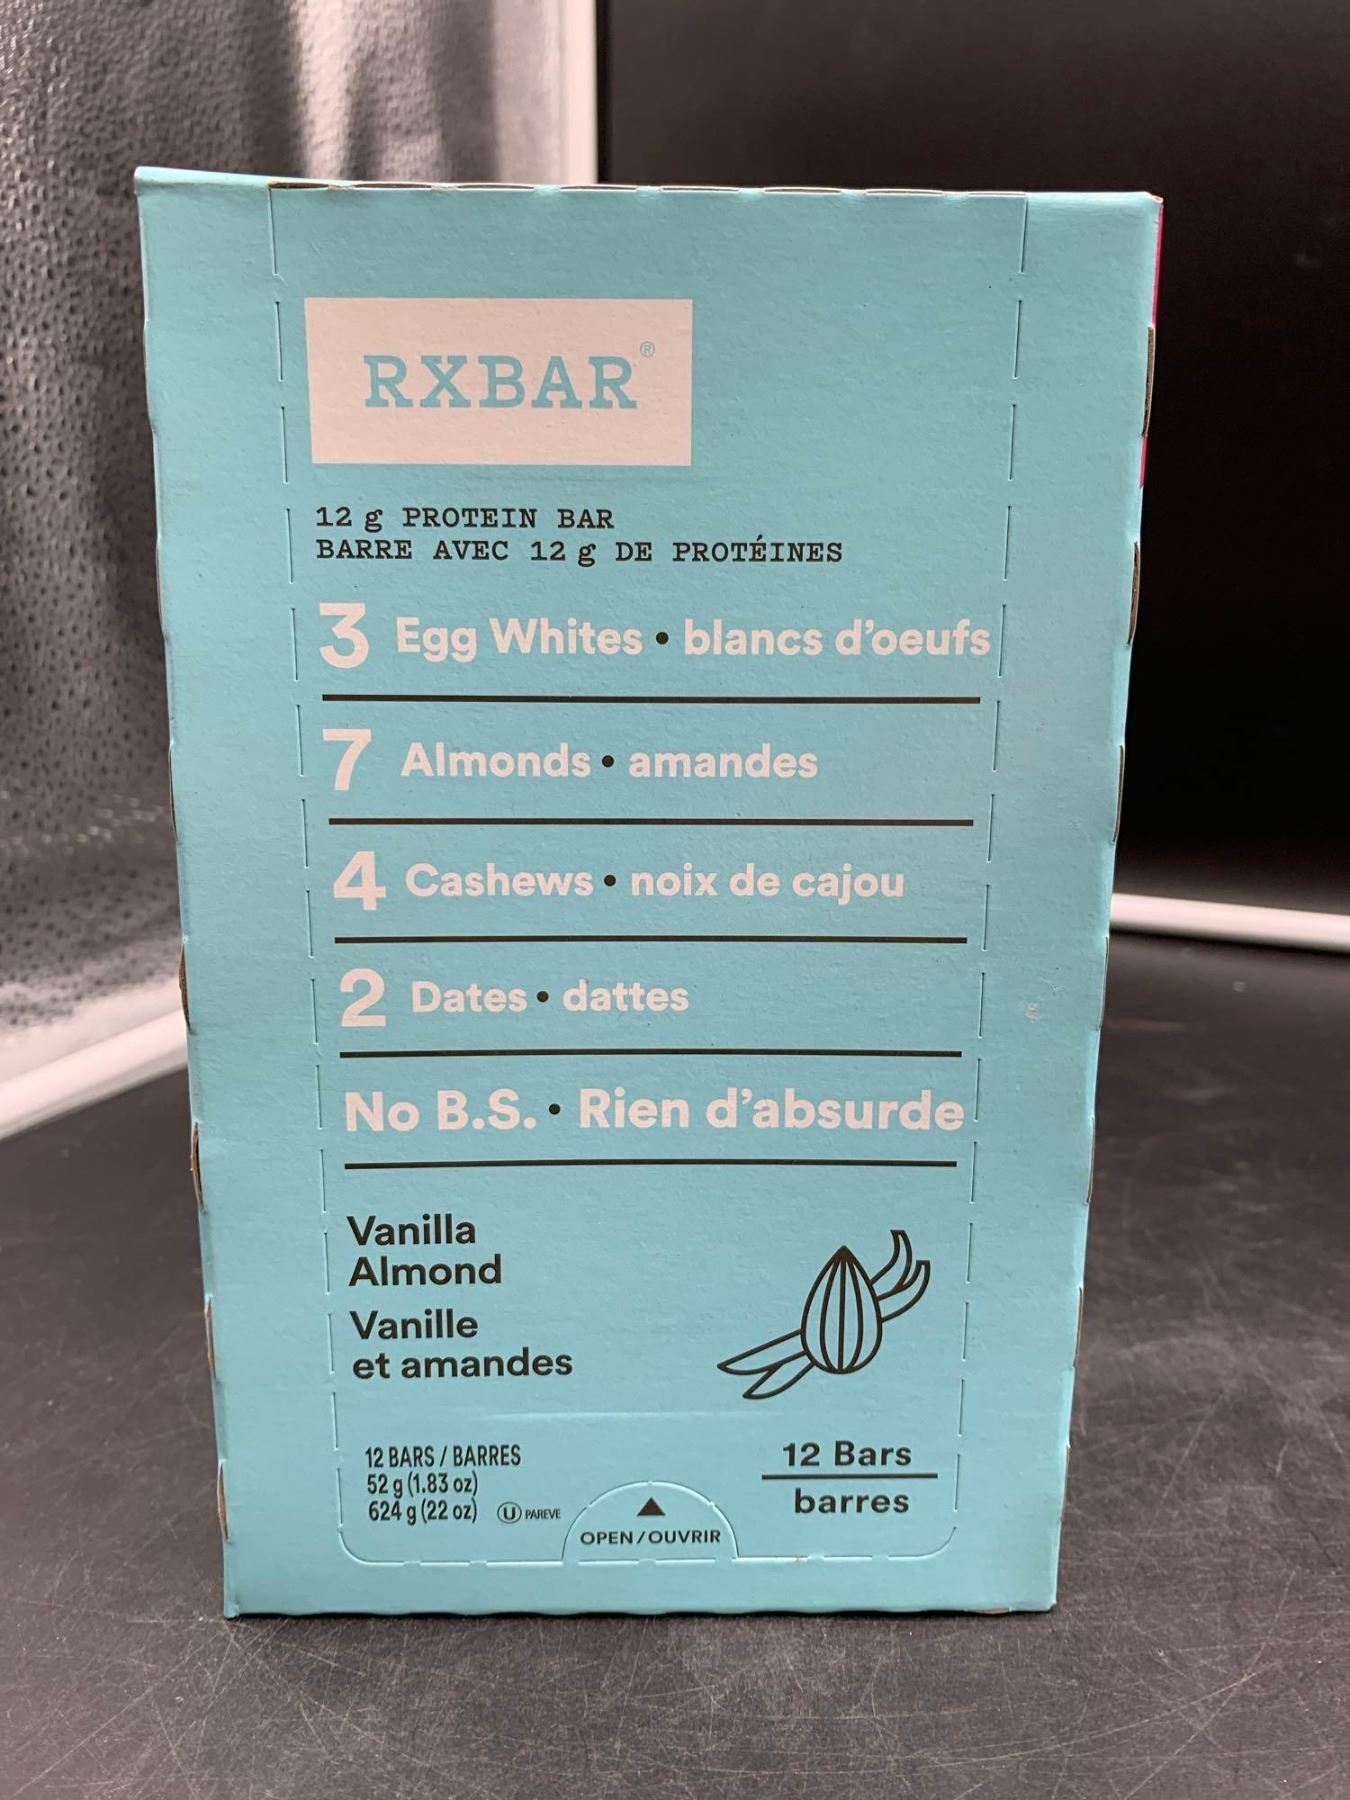 RXBAR®
12 g PROTEIN BAR
BARRE AVEC 12 g DE PROTÉINES
3 Egg Whites • blancs d'oeufs
7 Almonds • amandes
4 Cashews • noix de cajou
2 Dates • dattes
No B.S. • Rien d'absurde
Vanilla
Almond
Vanille
et amandes
12 BARS / BARRES
52 g (1.83 oz)
624 g (22 oz) U PAREVE
OPEN / OUVRIR
12 Bars
barres